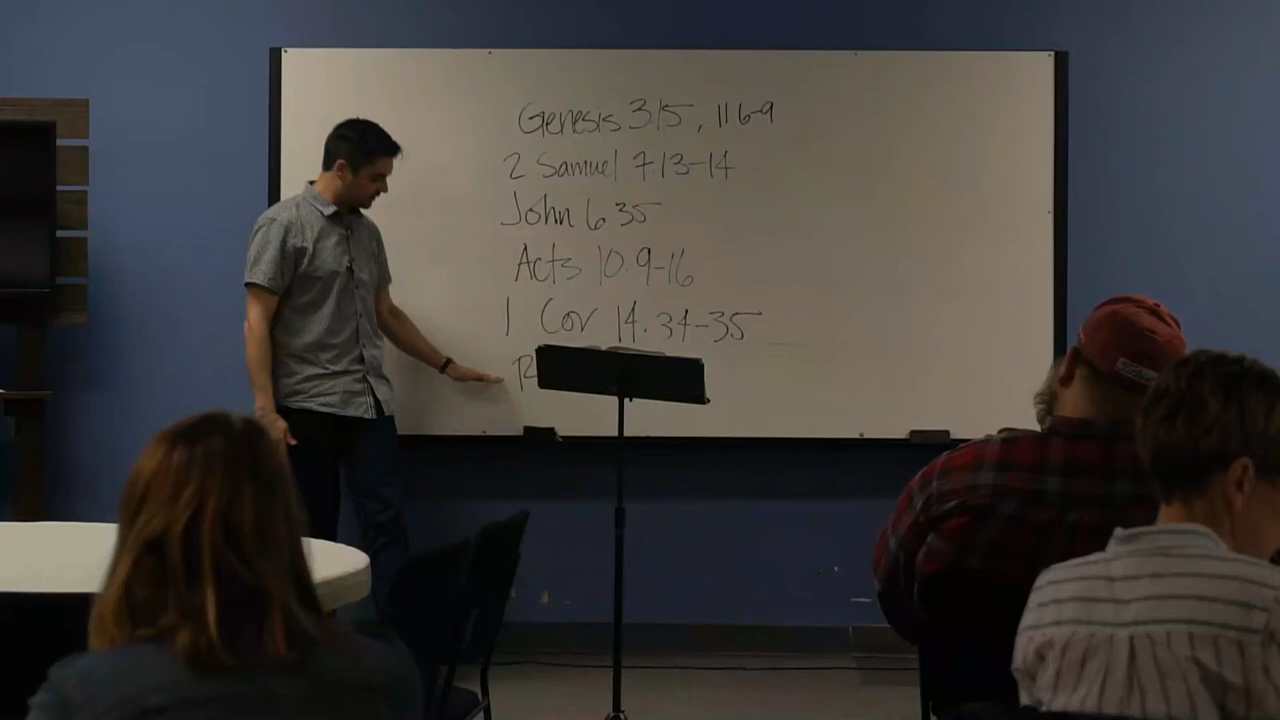 Genesis 3.15, 11 6-9
2 Samuel 7 13-14
John 6 35
Acts 10.9-16
1 Cor 14.34-35